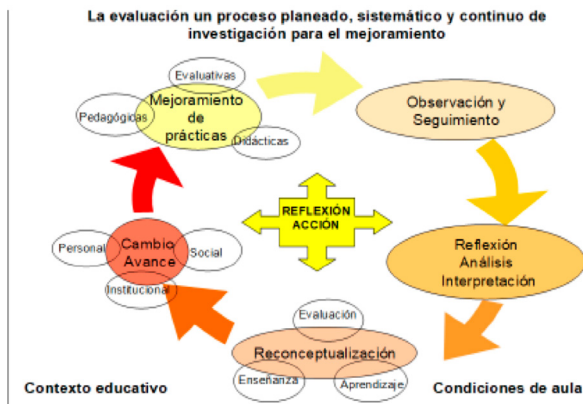 La evaluación un proceso planeado, sistemático y continuo de
investigación para el mejoramiento
Evaluativas
Mejoramiento
de
prácticas
Pedagógicas
Didácticas
Observación y
Seguimiento
REFLEXIÓN
ACCIÓN
Cambio
Avance
Personal
Social
Institucional
Reflexión
Análisis
Interpretación
Evaluación
Reconceptualización
Enseñanza
Aprendizaje
Contexto educativo
Condiciones de aula